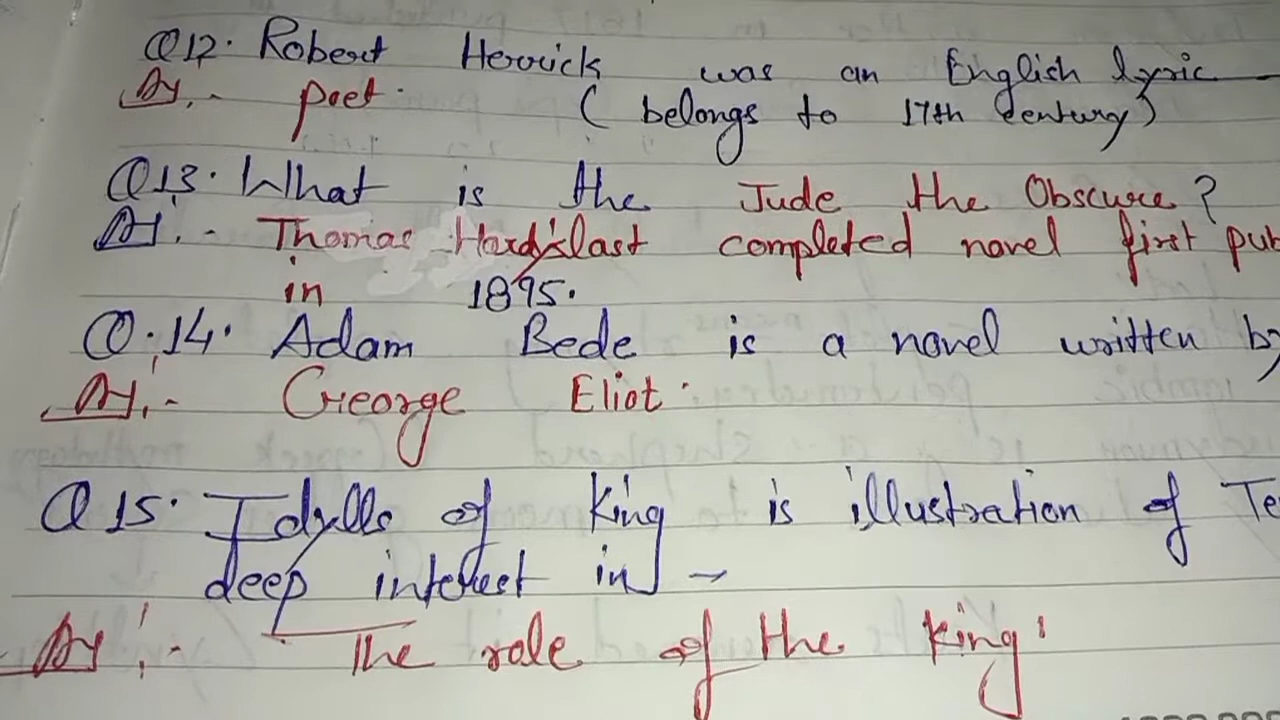 Q12. Robert Herrick was an English lyric
Ans.- poet. (belongs to 17th Century)
Q13. What is the Jude the Obscure?
Ans.- Thomas Hardy's last completed novel first pub
in 1895.
Q.14. Adam Bede is a novel written by
Ans.- George Eliot.
Q15. Idylls of King is illustration of Te
deep interest in →
Ans:- The role of the King.